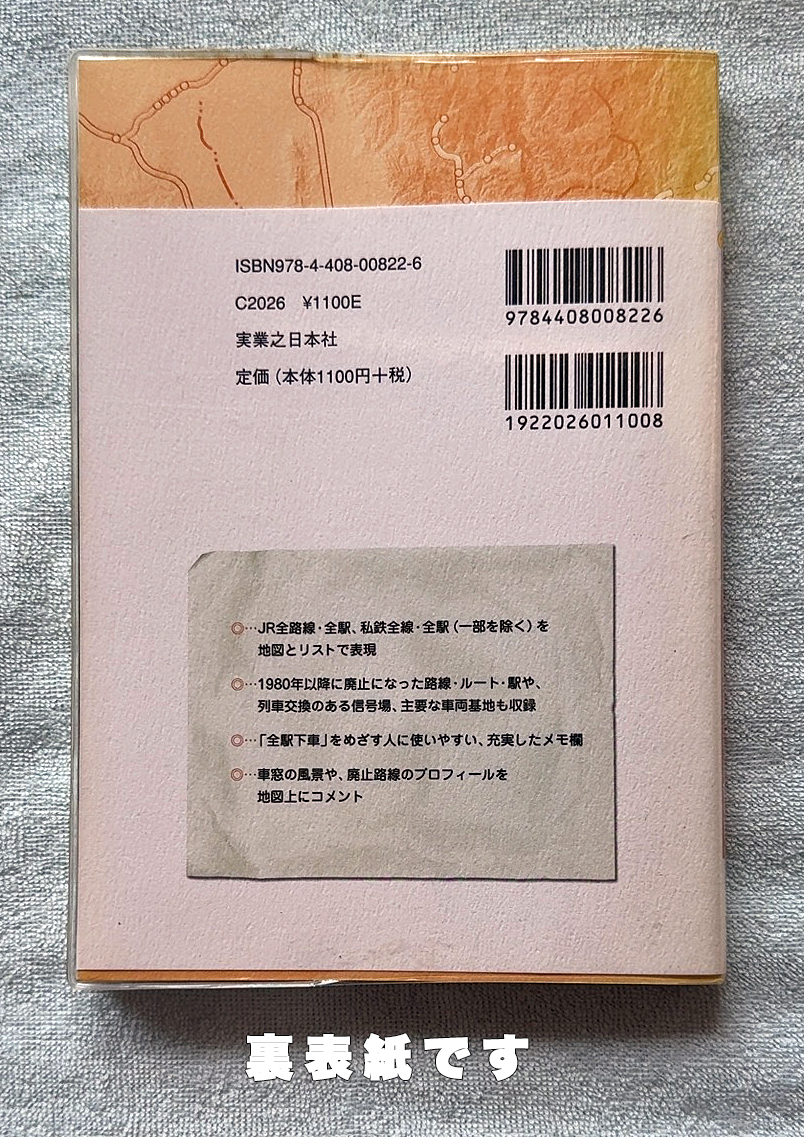 ISBN978-4-408-00822-6
C2026 ¥1100E
実業之日本社
定価（本体1100円＋税）
9784408008226
1922026011008
◎…JR全路線・全駅、私鉄全線・全駅（一部を除く）を
地図とリストで表現
◎…1980年以降に廃止になった路線・ルート・駅や、
列車交換のある信号場、主要な車両基地も収録
◎…「全駅下車」をめざす人に使いやすい、充実したメモ欄
◎…車窓の風景や、廃止路線のプロフィールを
地図上にコメント
裏表紙です